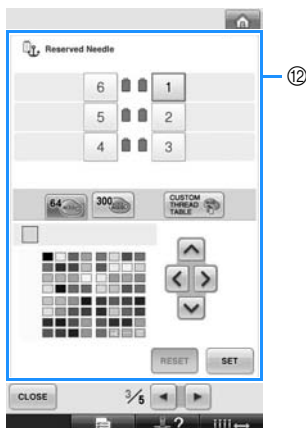 Reserved Needle
⑫
6 1
5 2
4 3
64 300 CUSTOM THREAD TABLE
RESET SET
CLOSE 3/5
?